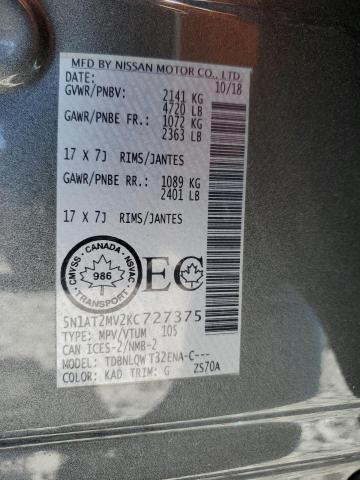 MFD BY NISSAN MOTOR CO., LTD.
DATE: 10/18
GVWR/PNBV: 2141 KG
4720 LB
GAWR/PNBE FR.: 1072 KG
2363 LB
17 X 7J RIMS/JANTES
GAWR/PNBE RR.: 1089 KG
2401 LB
17 X 7J RIMS/JANTES
CANADA
CMVSS 986 NSVAC
TRANSPORT
EC
5N1AT2MV2KC727375
TYPE: MPV/VTUM 105
CAN ICES-2/NMB-2
MODEL: TDBNLQWT32ENA-C---
COLOR: KAD TRIM: G ZS70A